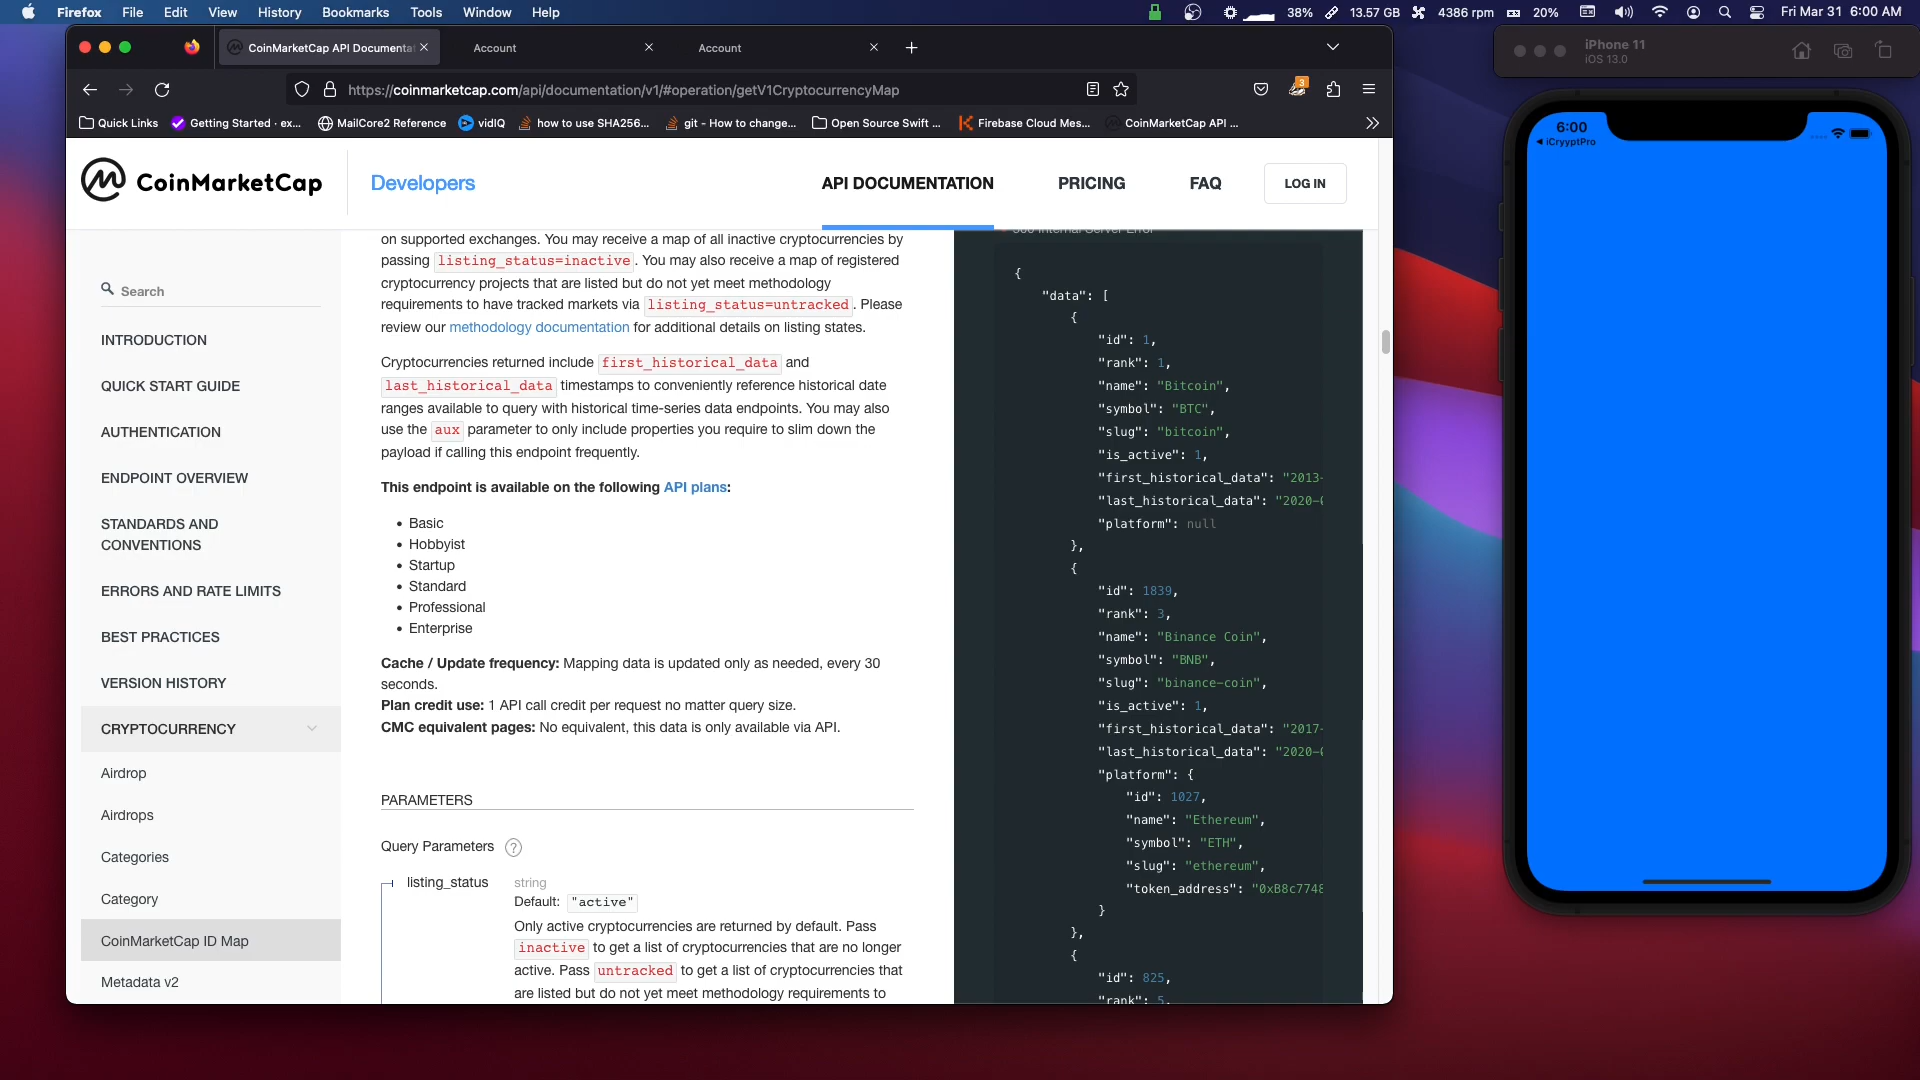 Firefox File Edit View History Bookmarks Tools Window Help 38% 13.57 GB 4386 rpm 20% Fri Mar 31 6:00 AM
CoinMarketCap API Documenta Account Account
https://coinmarketcap.com/api/documentation/v1/#operation/getV1CryptocurrencyMap 3
Quick Links Getting Started · ex... MailCore2 Reference vidIQ how to use SHA256... git - How to change... Open Source Swift ... Firebase Cloud Mes... CoinMarketCap API ...
CoinMarketCap Developers API DOCUMENTATION PRICING FAQ LOG IN
Search
INTRODUCTION
QUICK START GUIDE
AUTHENTICATION
ENDPOINT OVERVIEW
STANDARDS AND
CONVENTIONS
ERRORS AND RATE LIMITS
BEST PRACTICES
VERSION HISTORY
CRYPTOCURRENCY
Airdrop
Airdrops
Categories
Category
CoinMarketCap ID Map
Metadata v2
on supported exchanges. You may receive a map of all inactive cryptocurrencies by
passing listing_status=inactive. You may also receive a map of registered
cryptocurrency projects that are listed but do not yet meet methodology
requirements to have tracked markets via listing_status=untracked. Please
review our methodology documentation for additional details on listing states.
Cryptocurrencies returned include first_historical_data and
last_historical_data timestamps to conveniently reference historical date
ranges available to query with historical time-series data endpoints. You may also
use the aux parameter to only include properties you require to slim down the
payload if calling this endpoint frequently.
This endpoint is available on the following API plans:
• Basic
• Hobbyist
• Startup
• Standard
• Professional
• Enterprise
Cache / Update frequency: Mapping data is updated only as needed, every 30
seconds.
Plan credit use: 1 API call credit per request no matter query size.
CMC equivalent pages: No equivalent, this data is only available via API.
PARAMETERS
Query Parameters ?
listing_status string
Default: "active"
Only active cryptocurrencies are returned by default. Pass
inactive to get a list of cryptocurrencies that are no longer
active. Pass untracked to get a list of cryptocurrencies that
are listed but do not yet meet methodology requirements to
500 Internal Server Error
{
"data": [
{
"id": 1,
"rank": 1,
"name": "Bitcoin",
"symbol": "BTC",
"slug": "bitcoin",
"is_active": 1,
"first_historical_data": "2013-
"last_historical_data": "2020-0
"platform": null
},
{
"id": 1839,
"rank": 3,
"name": "Binance Coin",
"symbol": "BNB",
"slug": "binance-coin",
"is_active": 1,
"first_historical_data": "2017-
"last_historical_data": "2020-0
"platform": {
"id": 1027,
"name": "Ethereum",
"symbol": "ETH",
"slug": "ethereum",
"token_address": "0xB8c7748
}
},
{
"id": 825,
"rank": 5,
iPhone 11
iOS 13.0
6:00
◀ iCryyptPro